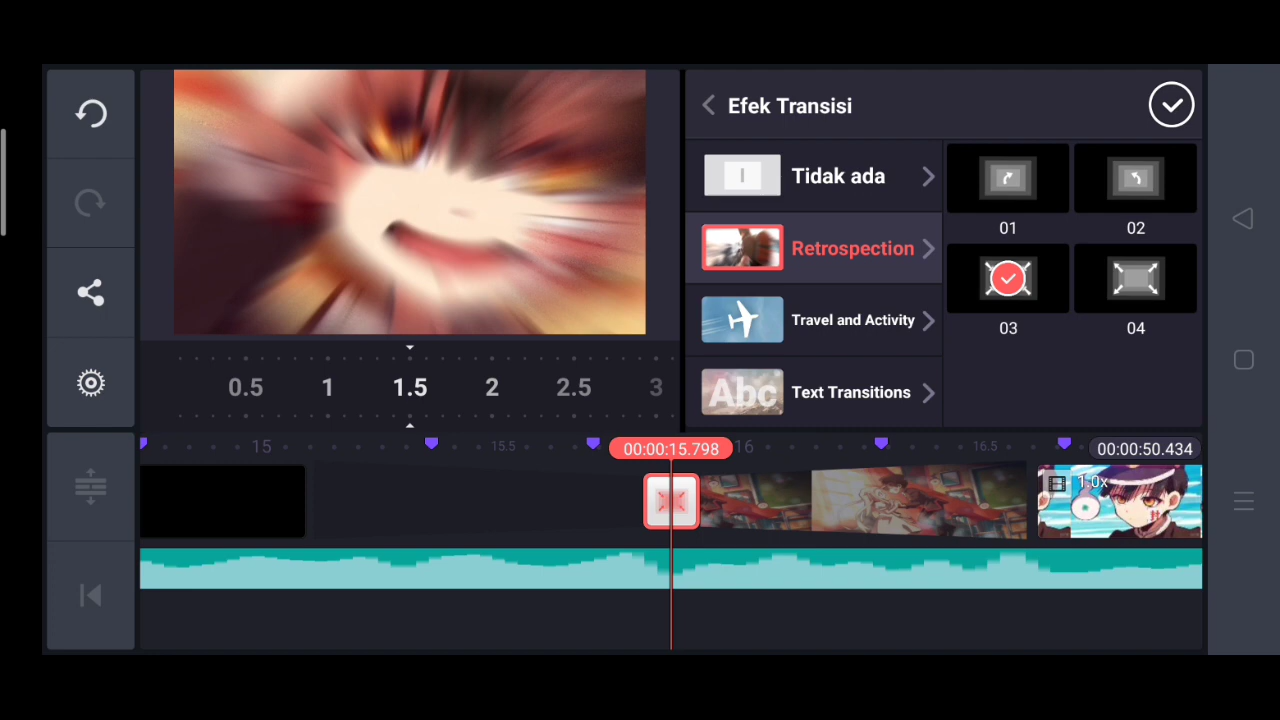 Efek Transisi
Tidak ada
Retrospection
Travel and Activity
Abc
Text Transitions
01
02
03
04
0.5
1
1.5
2
2.5
3
15
15.5
00:00:15.798
16
16.5
00:00:50.434
1.0x